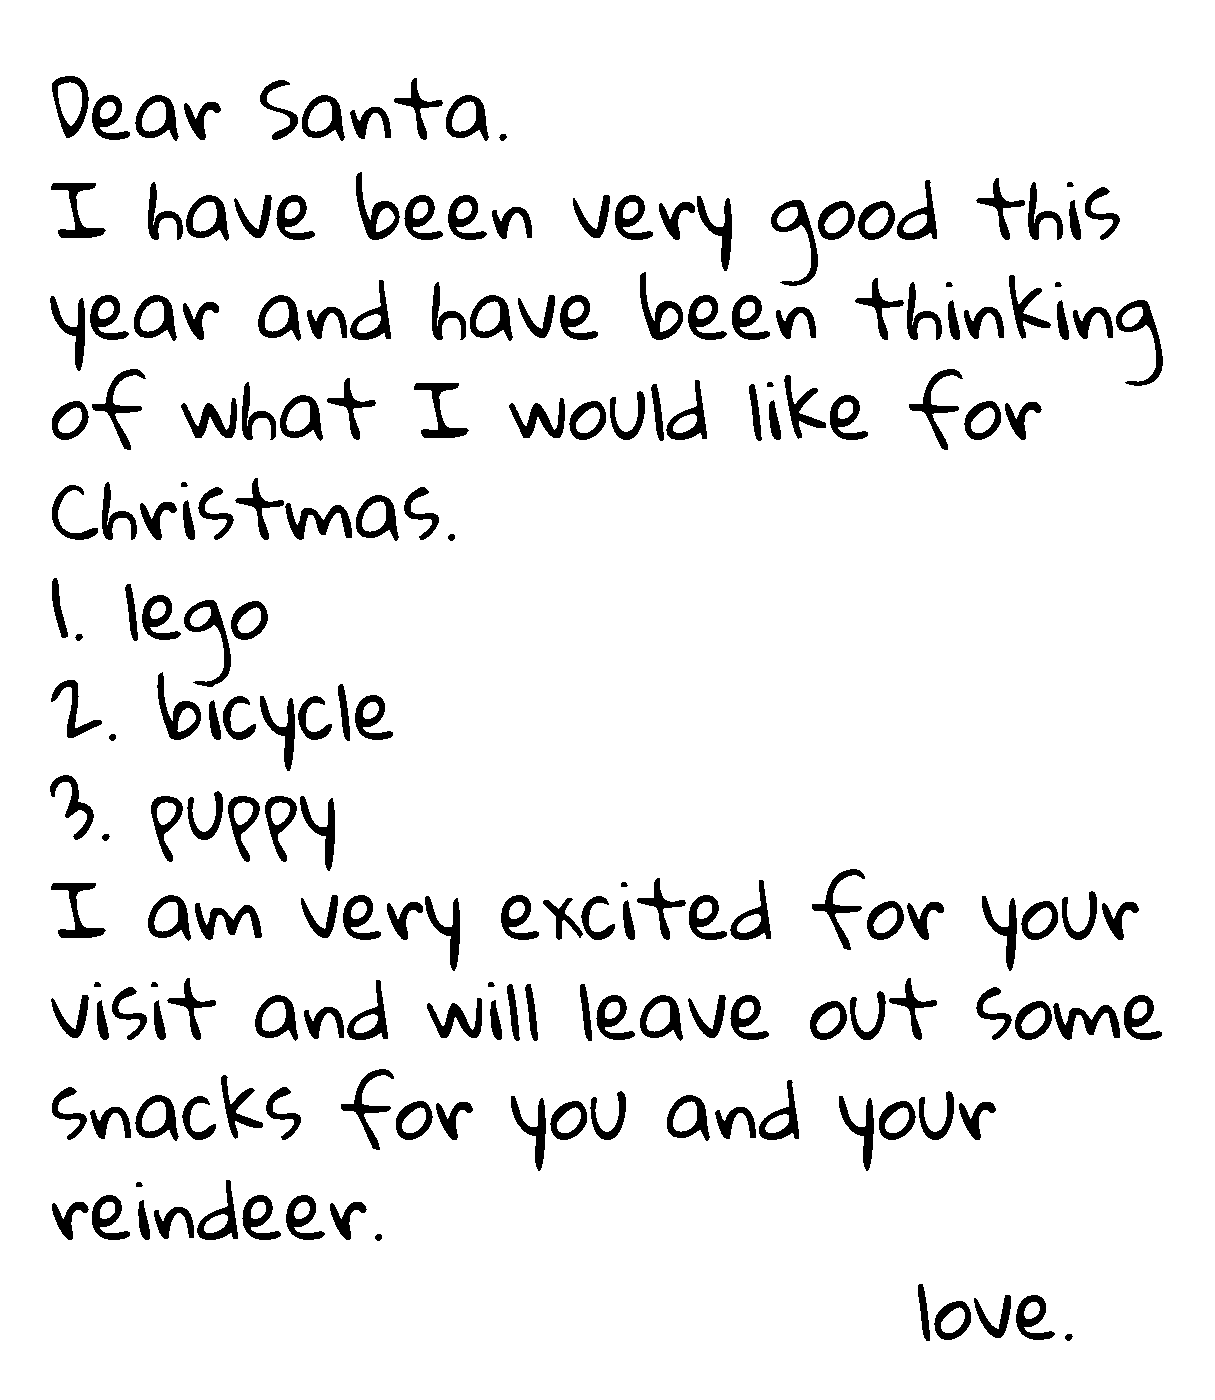 Dear Santa.
I have been very good this
year and have been thinking
of what I would like for
Christmas.
1. lego
2. bicycle
3. puppy
I am very excited for your
visit and will leave out some
snacks for you and your
reindeer.
love.